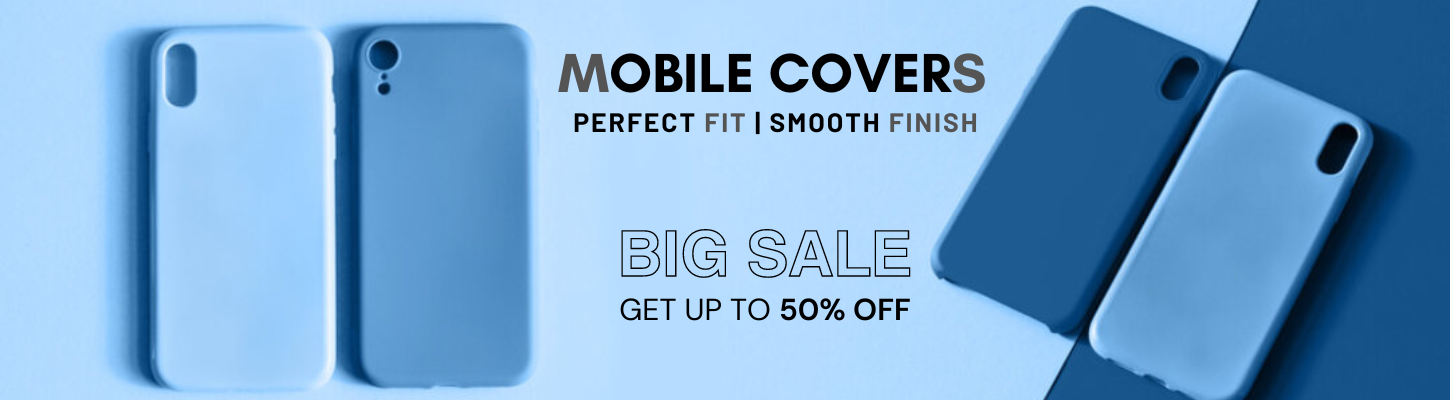 MOBILE COVERS
PERFECT FIT | SMOOTH FINISH
BIG SALE
GET UP TO 50% OFF